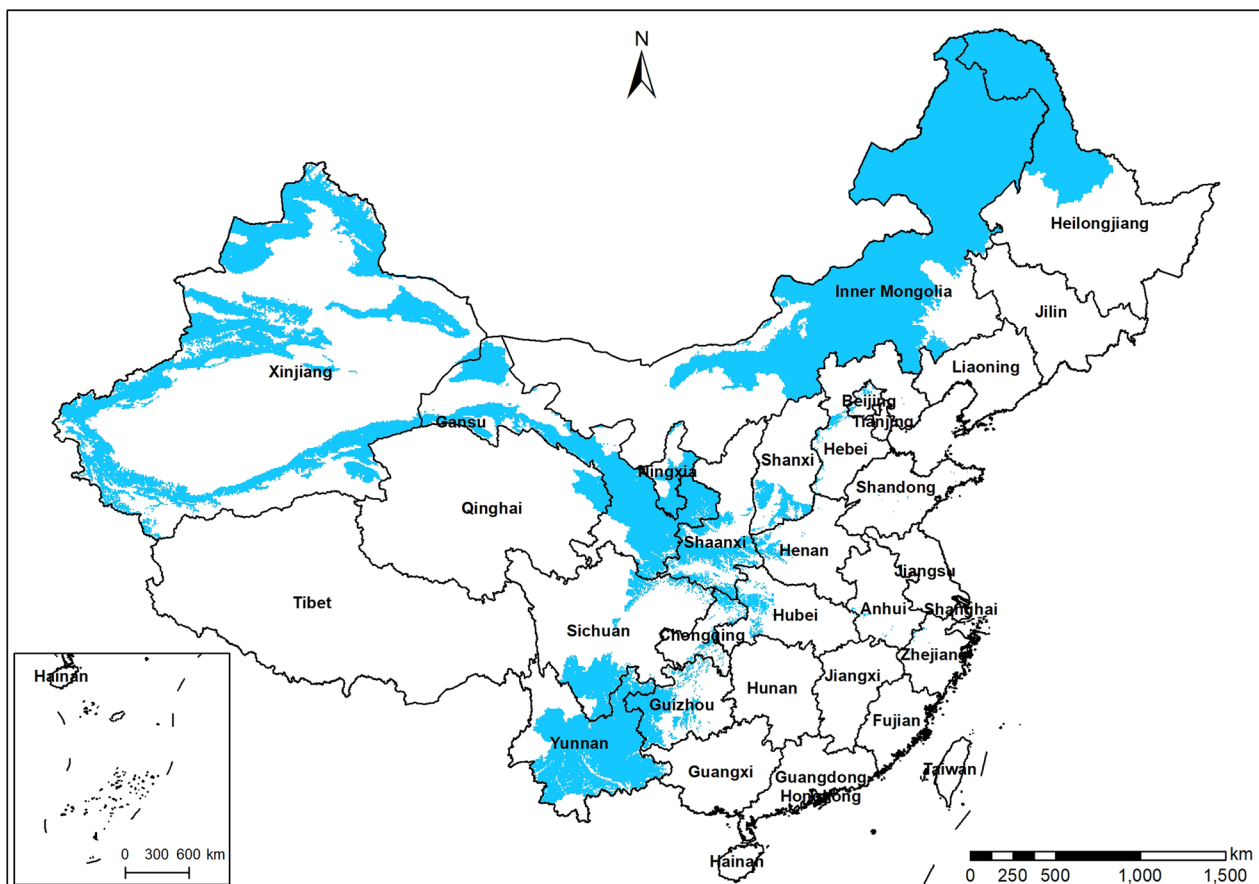 N
Heilongjiang
Inner Mongolia
Jilin
Xinjiang
Liaoning
Beijing
Tianjing
Gansu
Hebei
Shanxi
Ningxia
Shandong
Qinghai
Shaanxi
Henan
Jiangsu
Tibet
Anhui
Shanghai
Hubei
Sichuan
Chongqing
Zhejiang
Hainan
Jiangxi
Hunan
Guizhou
Fujian
Yunnan
Guangxi
Guangdong
Taiwan
Hongkong
Hainan
0 300 600 km
km
0 250 500 1,000 1,500